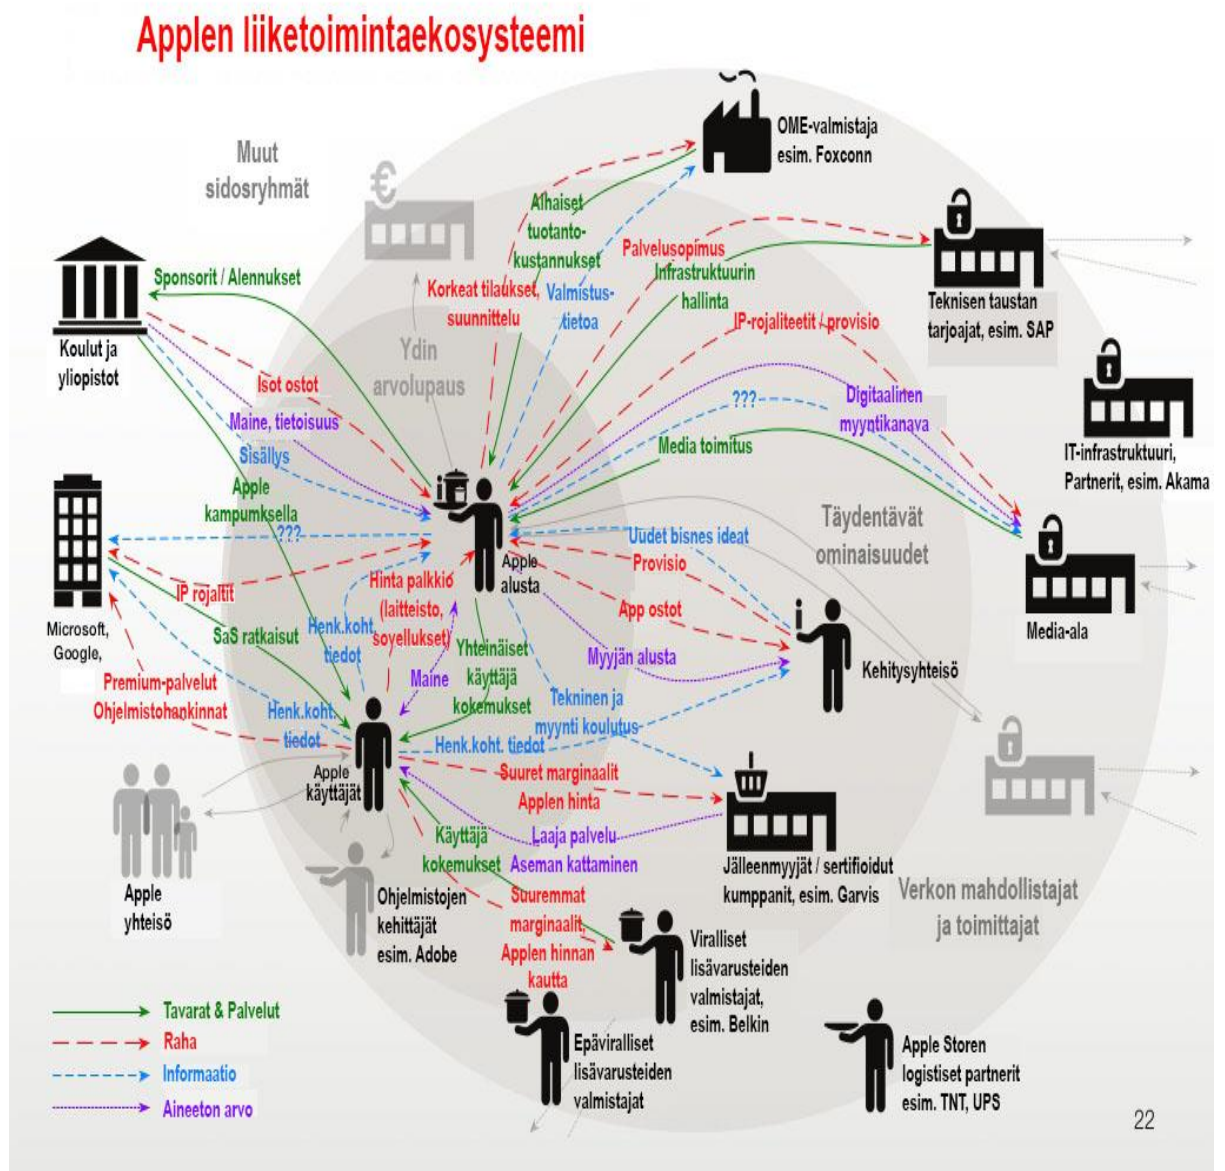 Applen liiketoimintaekosysteemi
Muut
sidosryhmät
€
OME-valmistaja
esim. Foxconn
Alhaiset
tuotanto-
kustannukset
Palvelusopimus
Infrastruktuurin
hallinta
Sponsorit / Alennukset
Korkeat tilaukset,
suunnittelu
Valmistus-
tietoa
Teknisen taustan
tarjoajat, esim. SAP
IP-rojaliteetit / provisio
Koulut ja
yliopistot
Ydin
arvolupaus
Isot ostot
Maine, tietoisuus
Sisällys
Apple
kampumksella
???
Digitaalinen
myyntikanava
Media toimitus
IT-infrastruktuuri,
Partnerit, esim. Akama
Täydentävät
ominaisuudet
???
Uudet bisnes ideat
Provisio
Apple
alusta
IP rojaltit
Hinta palkkio
(laitteisto,
soyellukset)
App ostot
Microsoft,
Google,
SaS ratkaisut
Henk.koht.
tiedot
Yhteinäiset
käyttäjä
kokemukset
Myyjän alusta
Media-ala
Kehitysyhteisö
Maine
Premium-palvelut
Ohjelmistohankinnat
Henk.koht.
tiedot
Tekninen ja
myynti koulutus
Henk.koht. tiedot
Apple
käyttäjät
Suuret marginaalit
Applen hinta
Käyttäjä
kokemukset
Laaja palvelu
Aseman kattaminen
Jälleenmyyjät / sertifioidut
kumppanit, esim. Garvis
Verkon mahdollistajat
ja toimittajat
Apple
yhteisö
Ohjelmistojen
kehittäjät
esim. Adobe
Suuremmat
marginaalit,
Applen hinnan
kautta
Viralliset
lisävarusteiden
valmistajat,
esim. Belkin
Epäviralliset
lisävarusteiden
valmistajat
Apple Storen
logistiset partnerit
esim. TNT, UPS
Tavarat & Palvelut
Raha
Informaatio
Aineeton arvo
22